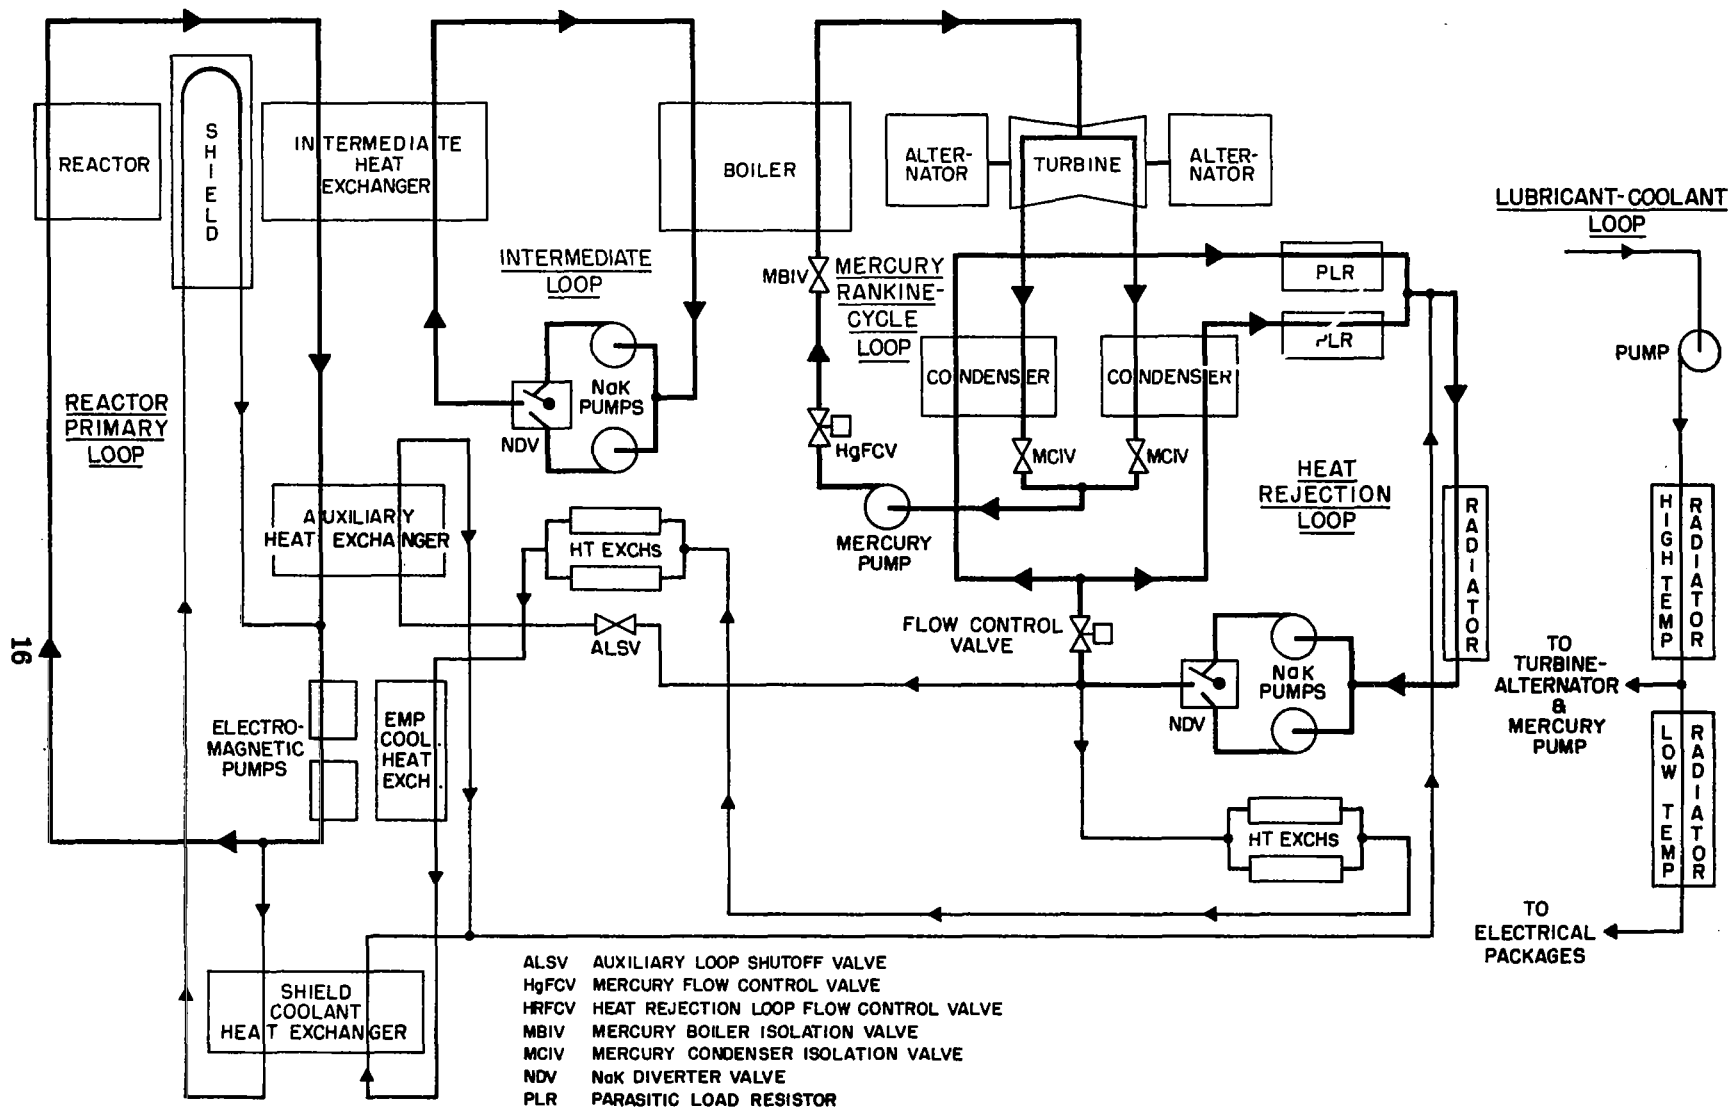 REACTOR
SHIELD
INTERMEDIATE
HEAT
EXCHANGER
BOILER
ALTER-
NATOR
TURBINE
ALTER-
NATOR
LUBRICANT-COOLANT
LOOP
INTERMEDIATE
LOOP
MBIV
MERCURY
RANKINE-
CYCLE
LOOP
PLR
PLR
PUMP
NaK
PUMPS
NDV
CONDENSER
CONDENSER
REACTOR
PRIMARY
LOOP
HgFCV
MCIV
MCIV
HEAT
REJECTION
LOOP
AUXILIARY
HEAT EXCHANGER
HT EXCHS
MERCURY
PUMP
RADIATOR
HIGH TEMP
RADIATOR
ALSV
FLOW CONTROL
VALVE
16
NaK
PUMPS
NDV
TO
TURBINE-
ALTERNATOR
&
MERCURY
PUMP
ELECTRO-
MAGNETIC
PUMPS
EMP
COOL
HEAT
EXCH
LOW TEMP
RADIATOR
HT EXCHS
TO
ELECTRICAL
PACKAGES
SHIELD
COOLANT
HEAT EXCHANGER
ALSV AUXILIARY LOOP SHUTOFF VALVE
HgFCV MERCURY FLOW CONTROL VALVE
HRFCV HEAT REJECTION LOOP FLOW CONTROL VALVE
MBIV MERCURY BOILER ISOLATION VALVE
MCIV MERCURY CONDENSER ISOLATION VALVE
NDV NaK DIVERTER VALVE
PLR PARASITIC LOAD RESISTOR